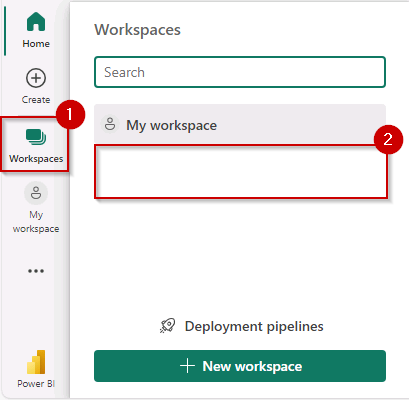 Home
Create
1
Workspaces
My
workspace
Power BI
Workspaces
Search
My workspace
2
Deployment pipelines
New workspace